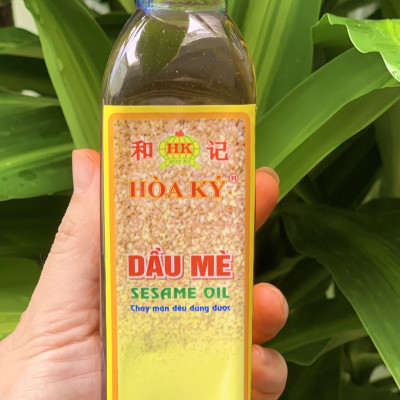 和 HK 记
HÒA KÝ®
DẦU MÈ
SESAME OIL
Chay mặn đều dùng được